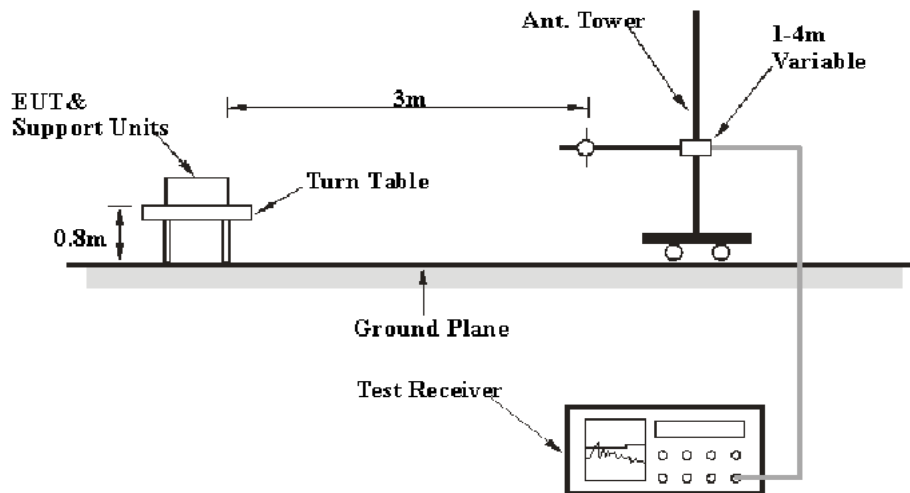 Ant. Tower
1-4m
Variable
3m
EUT &
Support Units
Turn Table
0.8m
Ground Plane
Test Receiver